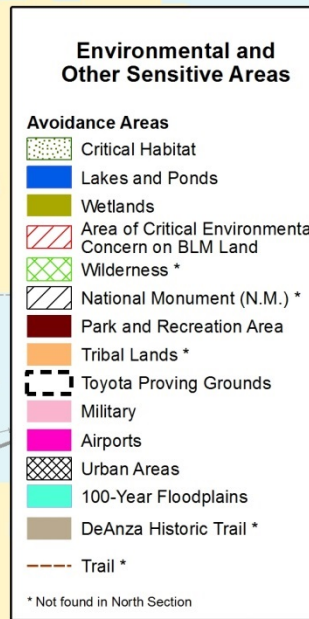 Environmental and
Other Sensitive Areas
Avoidance Areas
Critical Habitat
Lakes and Ponds
Wetlands
Area of Critical Environmenta
Concern on BLM Land
Wilderness *
National Monument (N.M.) *
Park and Recreation Area
Tribal Lands *
Toyota Proving Grounds
Military
Airports
Urban Areas
100-Year Floodplains
DeAnza Historic Trail *
Trail *
* Not found in North Section